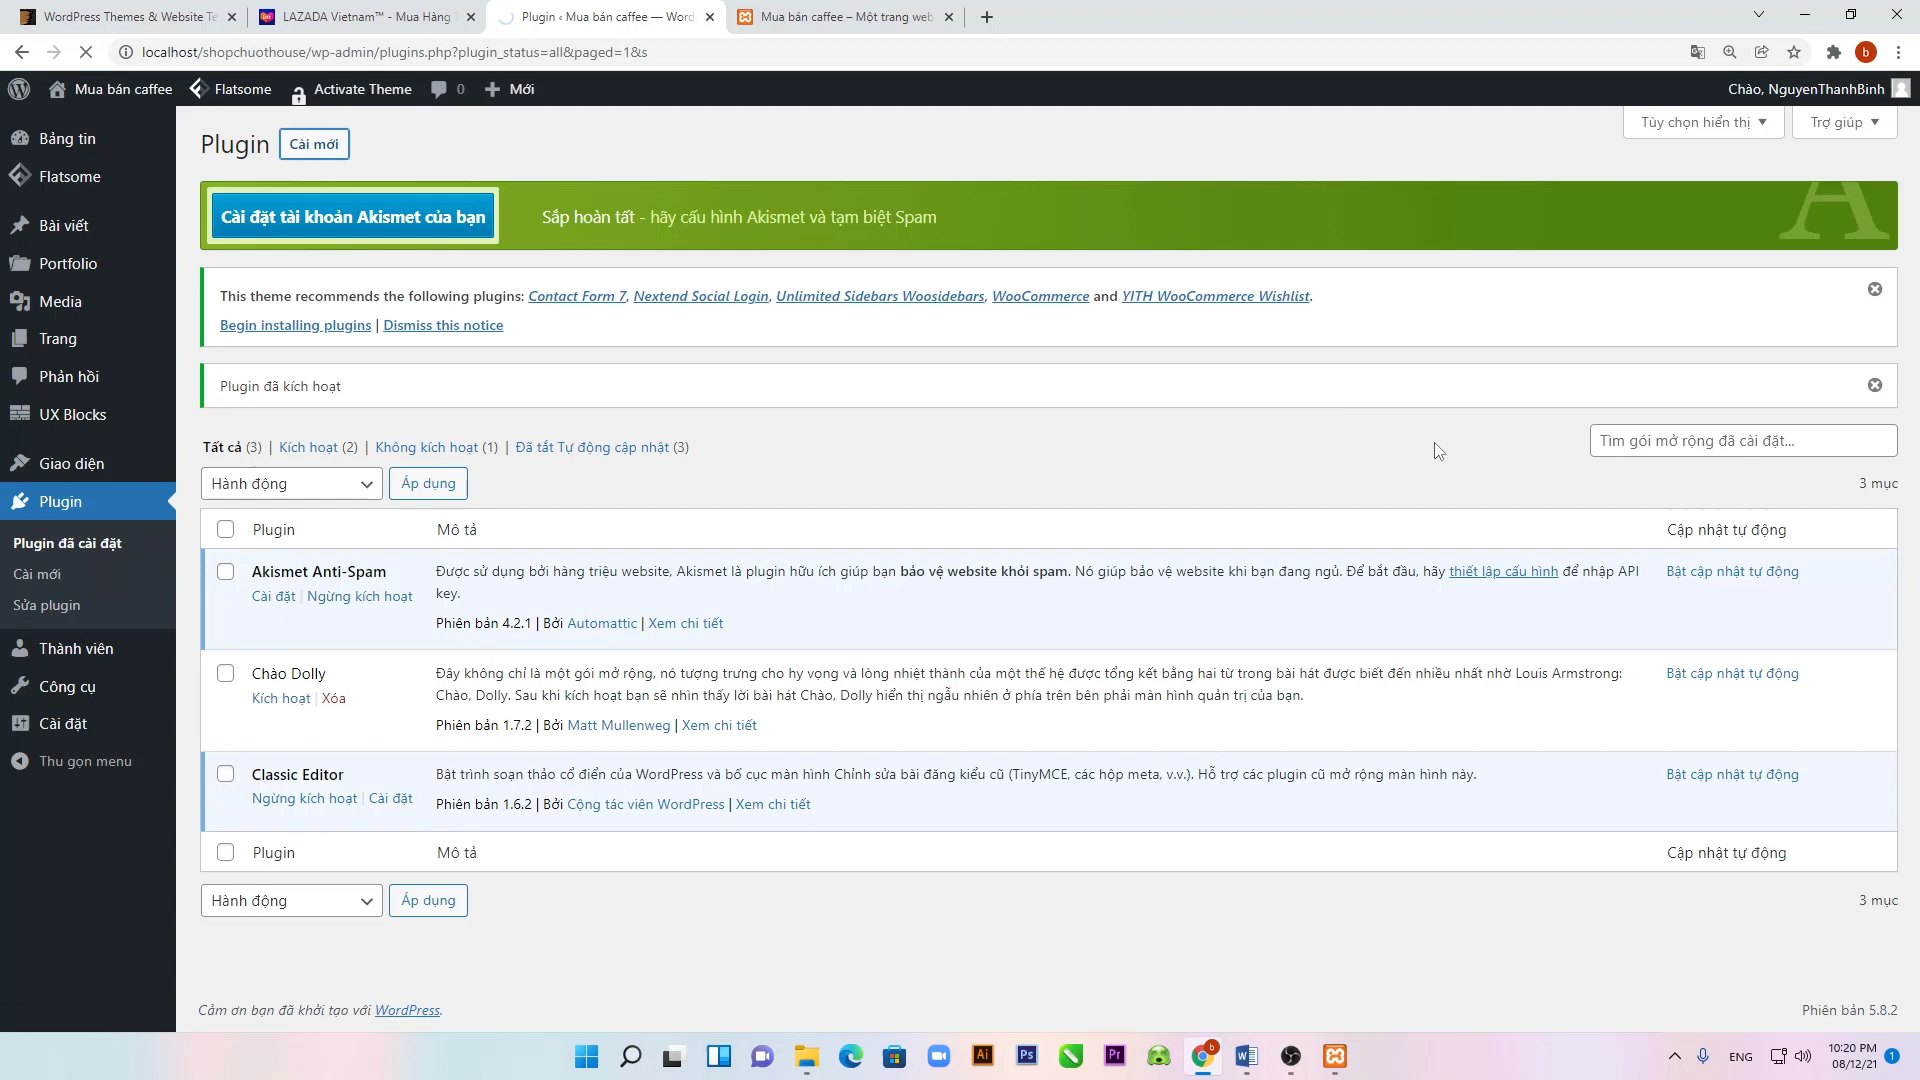 WordPress Themes & Website Te
LAZADA Vietnam™ - Mua Hàng T
Plugin ‹ Mua bán caffee — Word
Mua bán caffee – Một trang web
localhost/shopchuothouse/wp-admin/plugins.php?plugin_status=all&paged=1&s
b
Mua bán caffee
Flatsome
Activate Theme
0
Mới
Chào, NguyenThanhBinh
Bảng tin
Flatsome
Bài viết
Portfolio
Media
Trang
Phản hồi
UX Blocks
Giao diện
Plugin
Plugin đã cài đặt
Cài mới
Sửa plugin
Thành viên
Công cụ
Cài đặt
Thu gọn menu
Plugin
Cài mới
Tùy chọn hiển thị
Trợ giúp
Cài đặt tài khoản Akismet của bạn
Sắp hoàn tất - hãy cấu hình Akismet và tạm biệt Spam
A
This theme recommends the following plugins: Contact Form 7, Nextend Social Login, Unlimited Sidebars Woosidebars, WooCommerce and YITH WooCommerce Wishlist.
Begin installing plugins | Dismiss this notice
Plugin đã kích hoạt
Tất cả (3) | Kích hoạt (2) | Không kích hoạt (1) | Đã tắt Tự động cập nhật (3)
Tìm gói mở rộng đã cài đặt...
Hành động
Áp dụng
3 mục
Plugin
Mô tả
Cập nhật tự động
Akismet Anti-Spam
Cài đặt | Ngừng kích hoạt
Được sử dụng bởi hàng triệu website, Akismet là plugin hữu ích giúp bạn bảo vệ website khỏi spam. Nó giúp bảo vệ website khi bạn đang ngủ. Để bắt đầu, hãy thiết lập cấu hình để nhập API
key.
Phiên bản 4.2.1 | Bởi Automattic | Xem chi tiết
Bật cập nhật tự động
Chào Dolly
Kích hoạt | Xóa
Đây không chỉ là một gói mở rộng, nó tượng trưng cho hy vọng và lòng nhiệt thành của một thế hệ được tổng kết bằng hai từ trong bài hát được biết đến nhiều nhất nhờ Louis Armstrong:
Chào, Dolly. Sau khi kích hoạt bạn sẽ nhìn thấy lời bài hát Chào, Dolly hiển thị ngẫu nhiên ở phía trên bên phải màn hình quản trị của bạn.
Phiên bản 1.7.2 | Bởi Matt Mullenweg | Xem chi tiết
Bật cập nhật tự động
Classic Editor
Ngừng kích hoạt | Cài đặt
Bật trình soạn thảo cổ điển của WordPress và bố cục màn hình Chỉnh sửa bài đăng kiểu cũ (TinyMCE, các hộp meta, v.v.). Hỗ trợ các plugin cũ mở rộng màn hình này.
Phiên bản 1.6.2 | Bởi Cộng tác viên WordPress | Xem chi tiết
Bật cập nhật tự động
Plugin
Mô tả
Cập nhật tự động
Hành động
Áp dụng
3 mục
Cảm ơn bạn đã khởi tạo với WordPress.
Phiên bản 5.8.2
Ai
Ps
Pr
b
W
ENG
10:20 PM
08/12/21
1